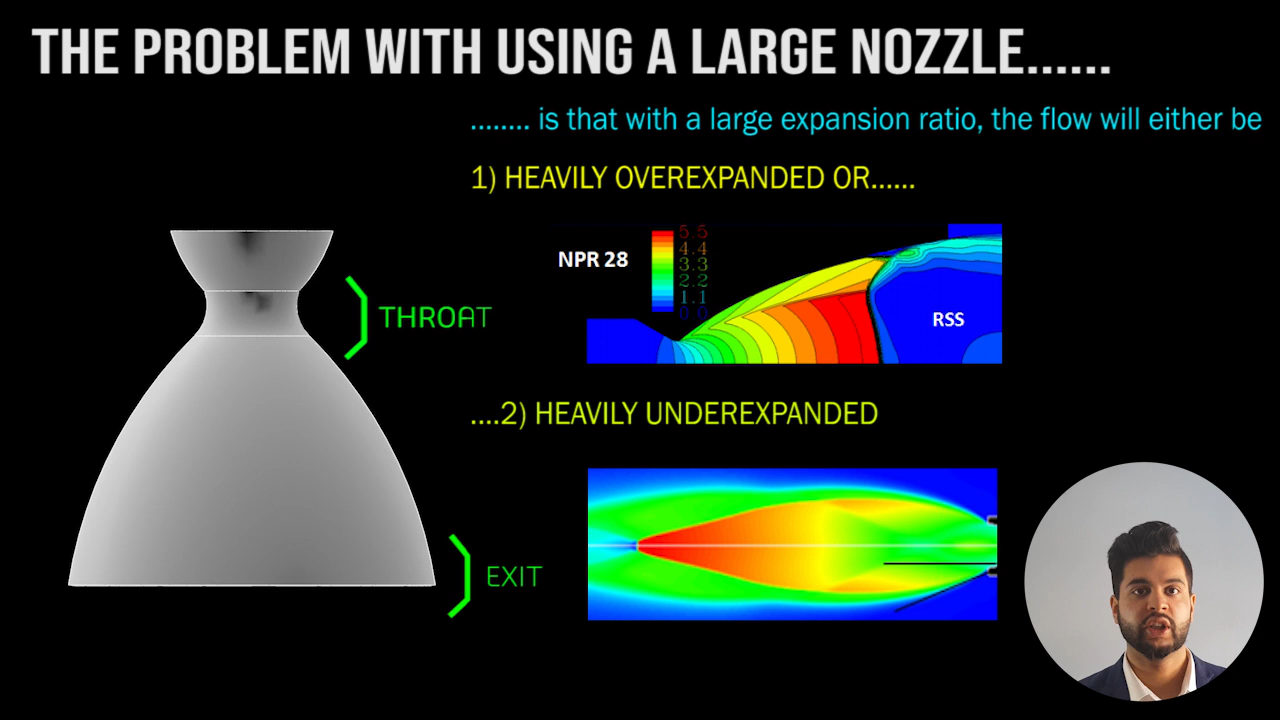 THE PROBLEM WITH USING A LARGE NOZZLE......
........ is that with a large expansion ratio, the flow will either be
1) HEAVILY OVEREXPANDED OR......
NPR 28
5.5
4.4
3.3
2.2
1.1
0.0
RSS
THROAT
....2) HEAVILY UNDEREXPANDED
EXIT